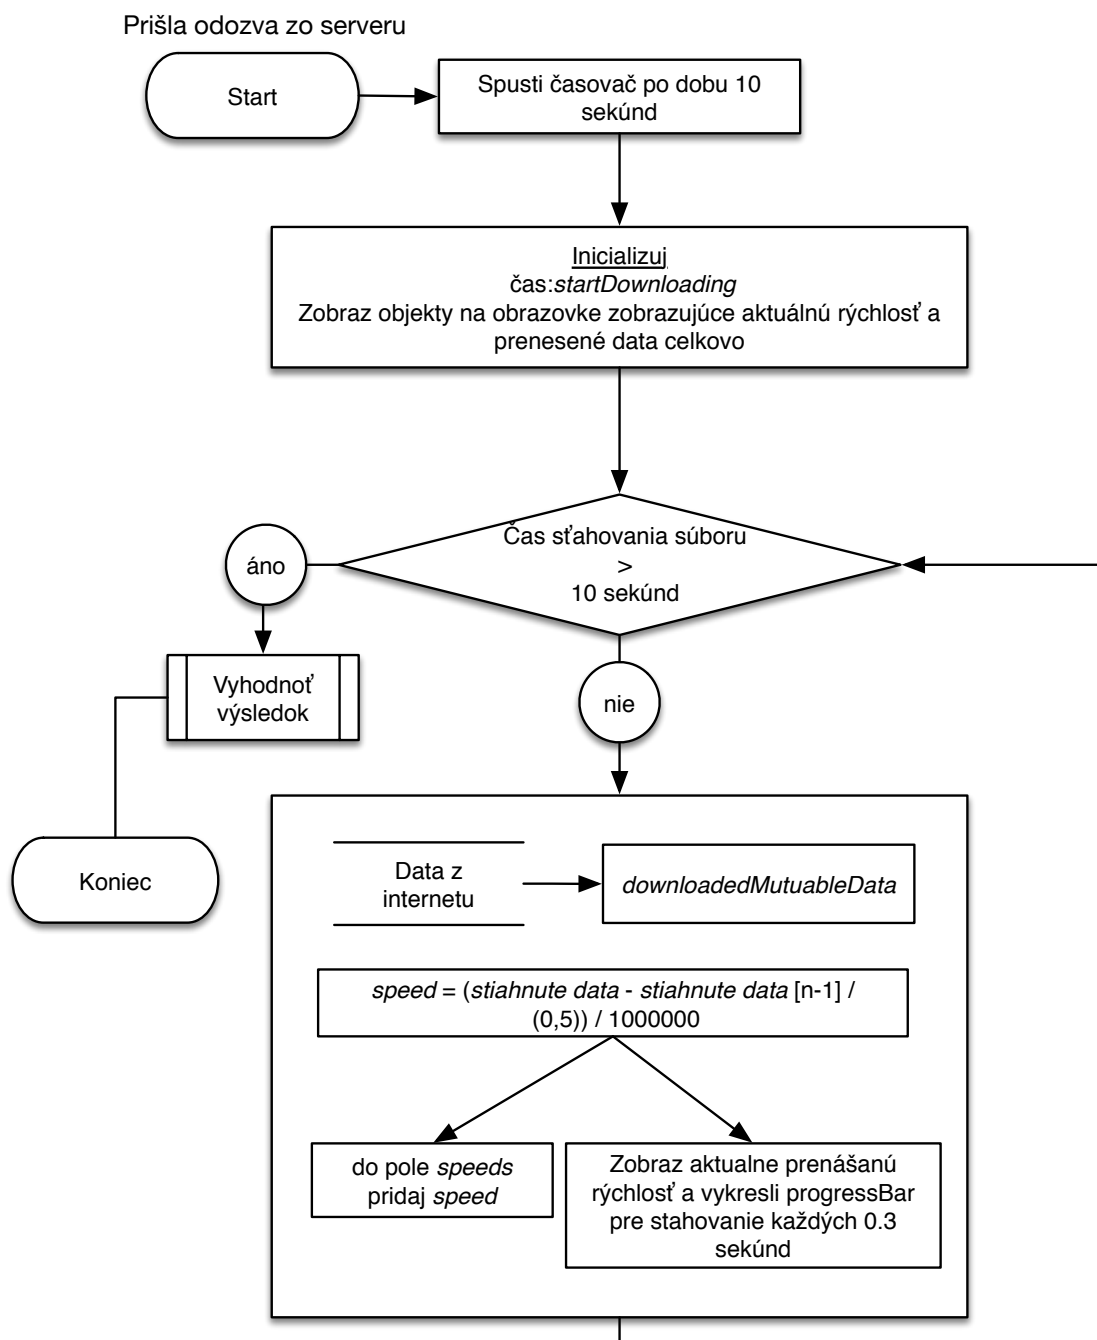 Prišla odozva zo serveru
Start
Spusti časovač po dobu 10
sekúnd
Inicializuj
čas:startDownloading
Zobraz objekty na obrazovke zobrazujúce aktuálnú rýchlosť a
prenesené data celkovo
Čas sťahovania súboru
>
10 sekúnd
áno
Vyhodnoť
výsledok
nie
Koniec
Data z
internetu
downloadedMutuableData
speed = (stiahnute data - stiahnute data [n-1] /
(0,5)) / 1000000
do pole speeds
pridaj speed
Zobraz aktualne prenášanú
rýchlosť a vykresli progressBar
pre stahovanie každých 0.3
sekúnd